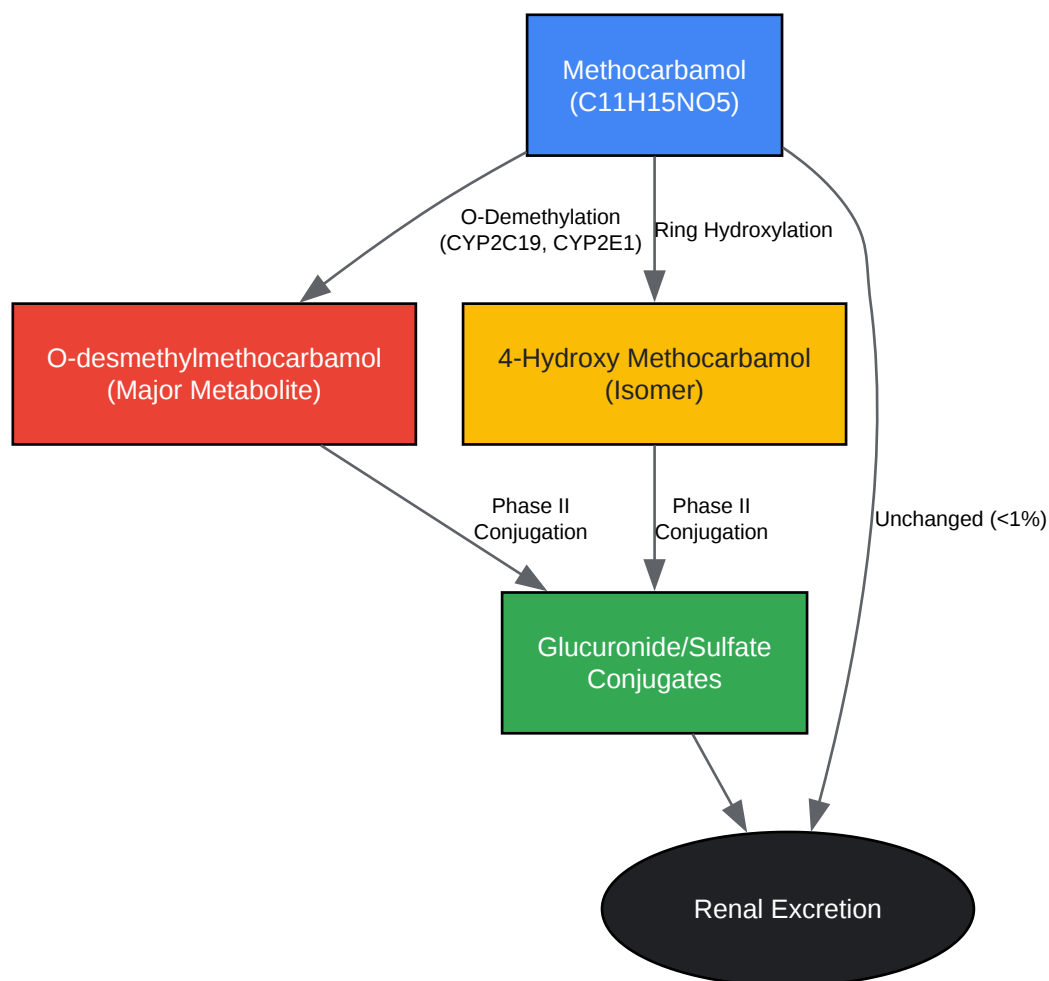 Methocarbamol
(C11H15NO5)
O-Demethylation
(CYP2C19, CYP2E1)
Ring Hydroxylation
O-desmethylmethocarbamol
(Major Metabolite)
4-Hydroxy Methocarbamol
(Isomer)
Phase II
Conjugation
Phase II
Conjugation
Unchanged (<1%)
Glucuronide/Sulfate
Conjugates
Renal Excretion